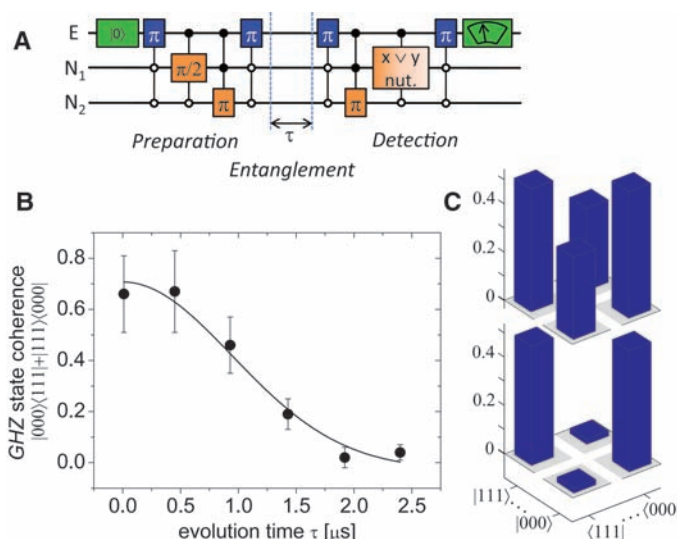 A
E |0⟩ π π π π
N₁ π/2 x ∨ y
nut.
N₂ π π
τ
Preparation Detection
Entanglement
B
GHZ state coherence
|000⟩⟨111|+|111⟩⟨000|
0.8
0.6
0.4
0.2
0.0
0.0 0.5 1.0 1.5 2.0 2.5
evolution time τ [µs]
C
0.4
0.2
0
0.4
0.2
0
|111⟩
|000⟩
⟨000|
⟨111|